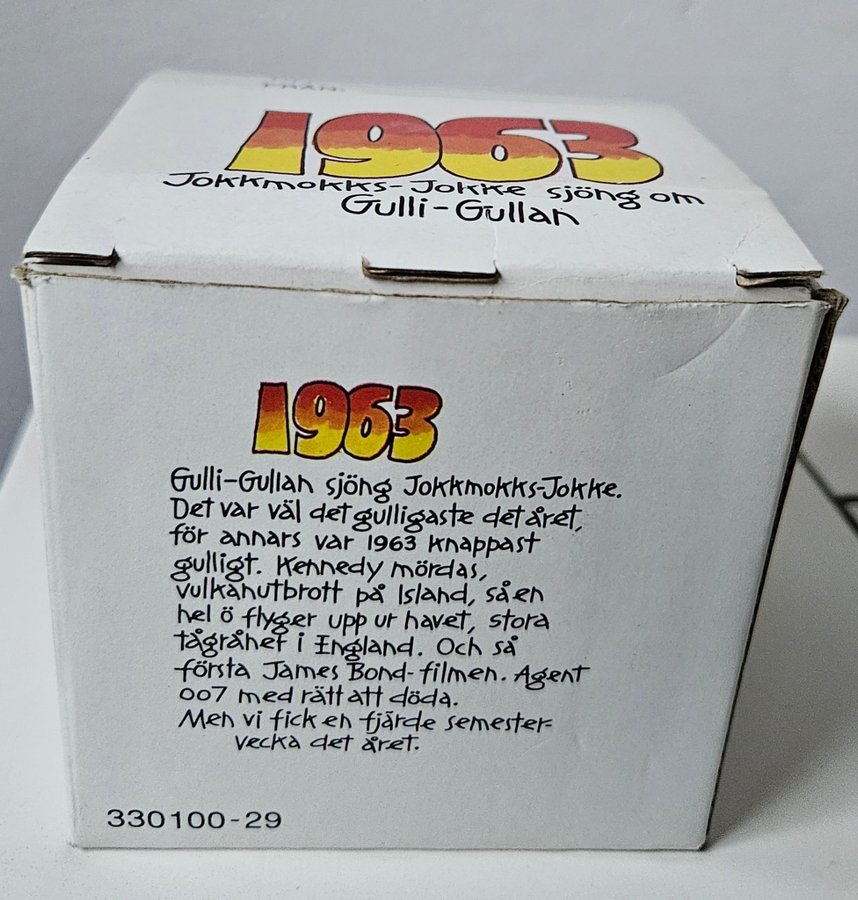 FRÅN:
1963
Jokkmokks-Jokke sjöng om
Gulli-Gullan
1963
Gulli-Gullan sjöng Jokkmokks-Jokke.
Det var väl det gulligaste det året,
för annars var 1963 knappast
gulligt. Kennedy mördas,
vulkanutbrott på Island, så en
hel ö flyger upp ur havet, stora
tågrånet i England. Och så
första James Bond-filmen. Agent
007 med rätt att döda.
Men vi fick en fjärde semester-
vecka det året.
330100-29